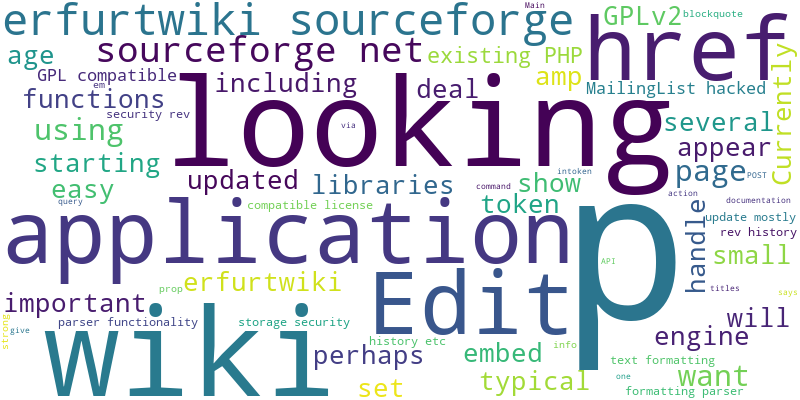 Main
erfurtwiki sourceforge
GPLv2 blockquote
href
age
sourceforge net
existing PHP
Currently
GPL compatible
including
deal
amp
em
MailingList hacked
functions
looking
security rev
via
using
several
appear
starting
updated
libraries
show
intoken
page
POST
easy
command
action
query
compatible license
token
documentation
application
p
handle
update mostly
rev history
API
small
Edit
prop
erfurtwiki
titles
says
important
wiki
strong
give
parser functionality
storage security
will
engine
history etc
info
perhaps
embed
text formatting
set
typical
one
want
formatting parser